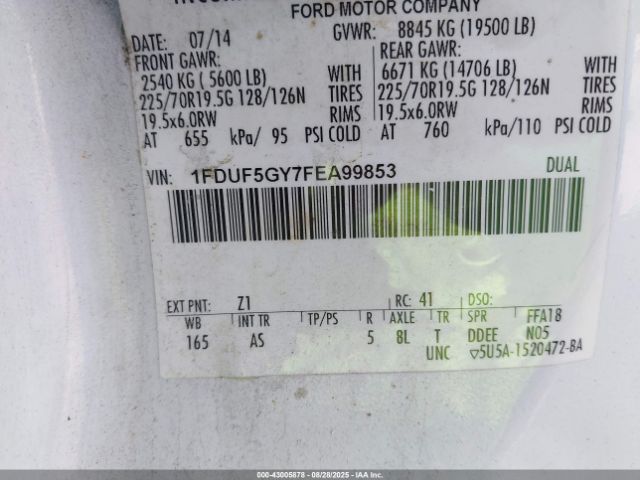 FORD MOTOR COMPANY
DATE: 07/14 GVWR: 8845 KG (19500 LB)
FRONT GAWR: REAR GAWR:
2540 KG ( 5600 LB) WITH 6671 KG (14706 LB) WITH
225/70R19.5G 128/126N TIRES 225/70R19.5G 128/126N TIRES
19.5x6.0RW RIMS 19.5x6.0RW RIMS
AT 655 kPa/ 95 PSI COLD AT 760 kPa/110 PSI COLD
VIN: 1FDUF5GY7FEA99853 DUAL
EXT PNT: Z1 RC: 41 DSO:
WB INT TR TP/PS R AXLE TR SPR FFA18
165 AS 5 8L T DDEE N05
UNC ▽5U5A-1520472-BA
000-43005878 - 08/28/2025 - IAAI.com